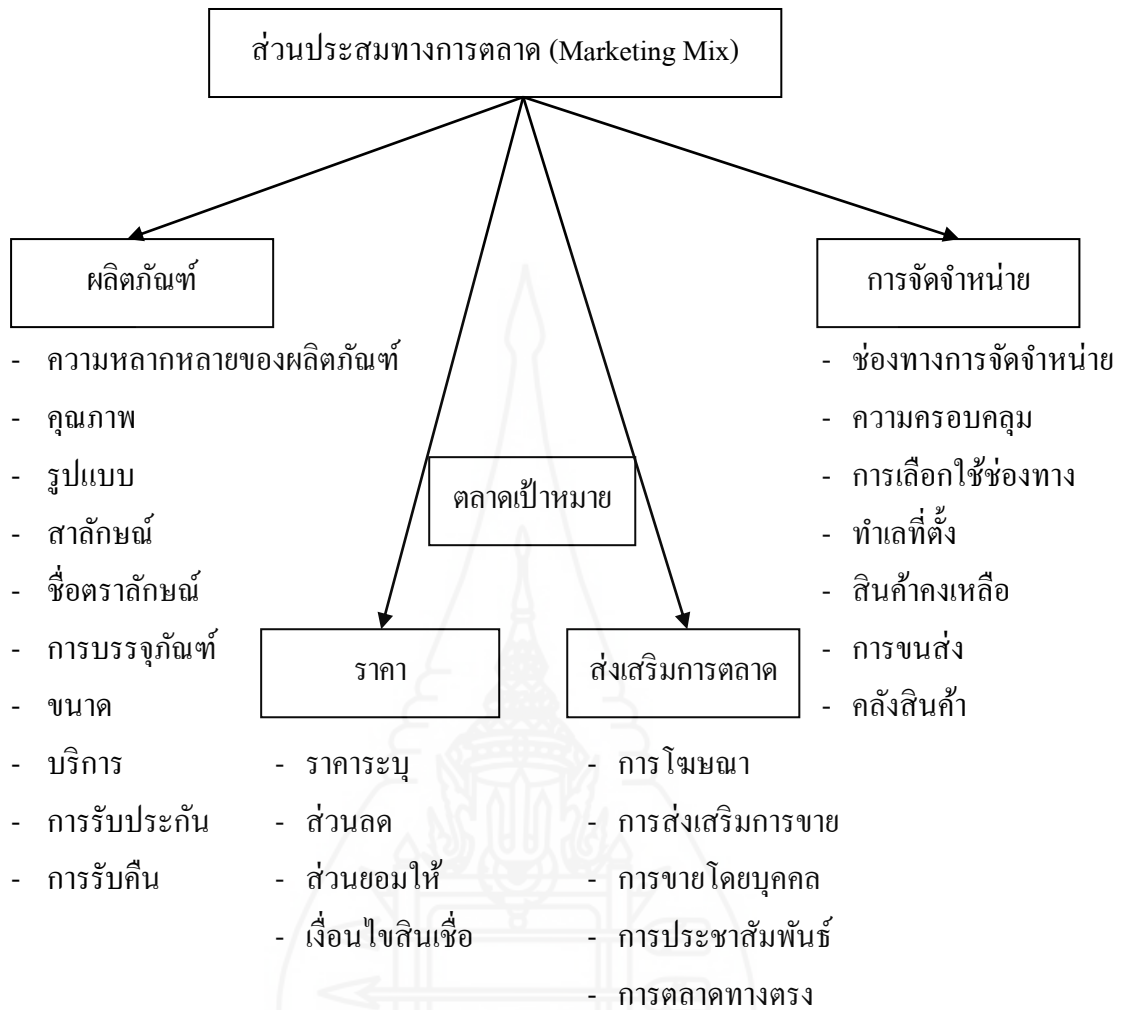 ส่วนประสมทางการตลาด (Marketing Mix)
ผลิตภัณฑ์
- ความหลากหลายของผลิตภัณฑ์
- คุณภาพ
- รูปแบบ
- สาลักษณ์
- ชื่อตราลักษณ์
- การบรรจุภัณฑ์
- ขนาด
- บริการ
- การรับประกัน
- การรับคืน
ตลาดเป้าหมาย
ราคา
- ราคาระบุ
- ส่วนลด
- ส่วนยอมให้
- เงื่อนไขสินเชื่อ
ส่งเสริมการตลาด
- การโฆษณา
- การส่งเสริมการขาย
- การขายโดยบุคคล
- การประชาสัมพันธ์
- การตลาดทางตรง
การจัดจำหน่าย
- ช่องทางการจัดจำหน่าย
- ความครอบคลุม
- การเลือกใช้ช่องทาง
- ทำเลที่ตั้ง
- สินค้าคงเหลือ
- การขนส่ง
- คลังสินค้า